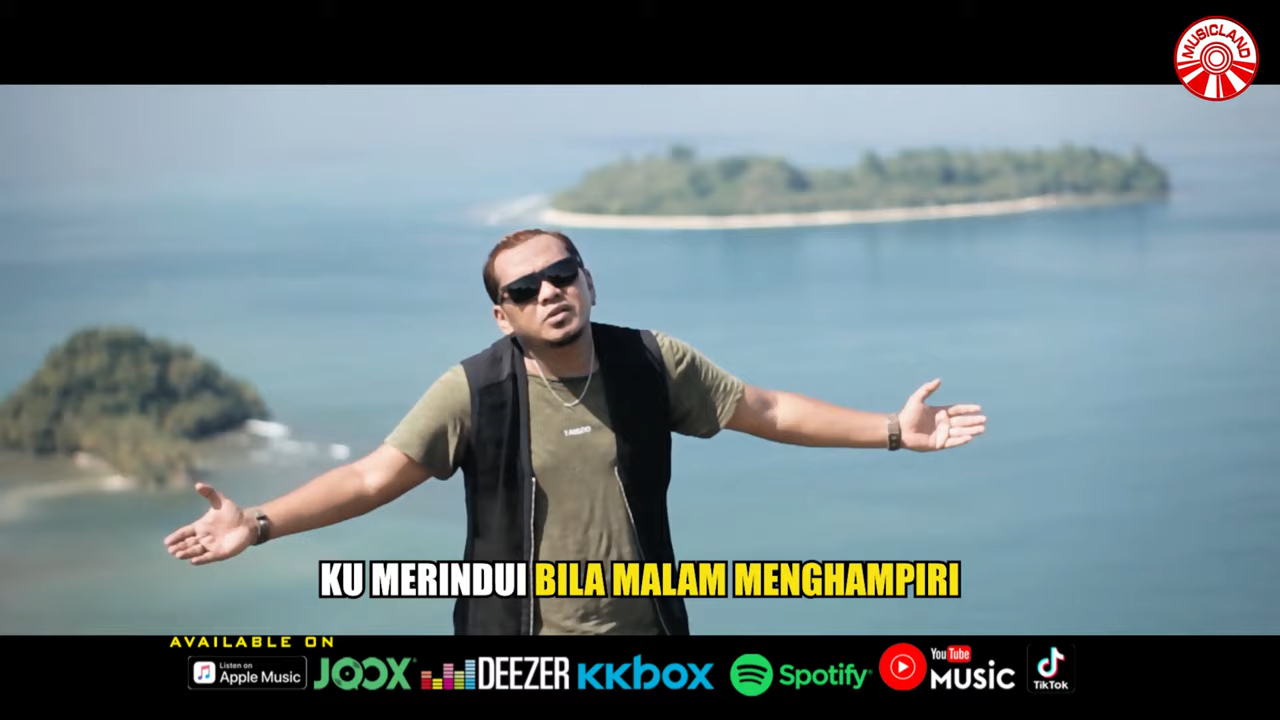 MUSICLAND
KU MERINDUI BILA MALAM MENGHAMPIRI
AVAILABLE ON
Listen on
Apple Music
JOOX
DEEZER
KKBOX
Spotify
YouTube
MUSIC
TikTok